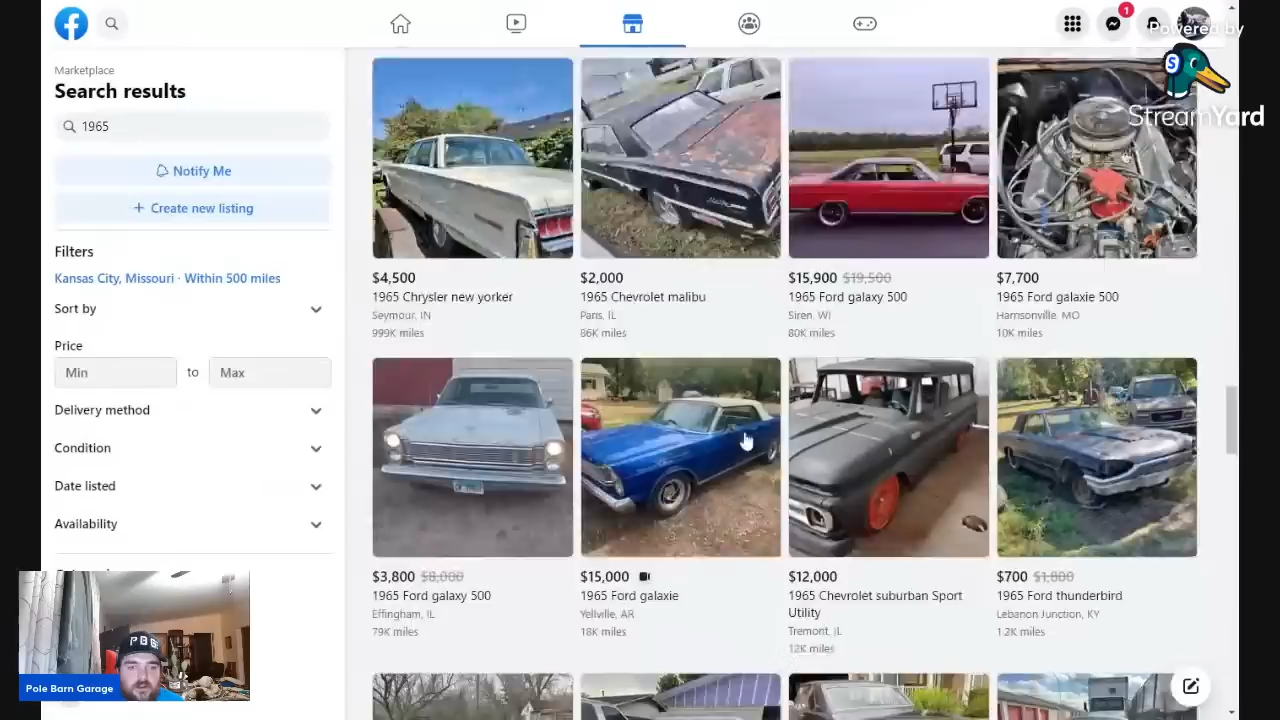 1
Powered by
StreamYard
Marketplace
Search results
1965
Notify Me
+ Create new listing
Filters
Kansas City, Missouri · Within 500 miles
Sort by
Price
Min to Max
Delivery method
Condition
Date listed
Availability
$4,500
1965 Chrysler new yorker
Seymour, IN
999K miles
$2,000
1965 Chevrolet malibu
Paris, IL
86K miles
$15,900 $19,500
1965 Ford galaxy 500
Siren, WI
80K miles
$7,700
1965 Ford galaxie 500
Harrisonville, MO
10K miles
$3,800 $8,000
1965 Ford galaxy 500
Effingham, IL
79K miles
$15,000
1965 Ford galaxie
Yellville, AR
18K miles
$12,000
1965 Chevrolet suburban Sport
Utility
Tremont, IL
12K miles
$700 $1,800
1965 Ford thunderbird
Lebanon Junction, KY
1.2K miles
PBG
Pole Barn Garage